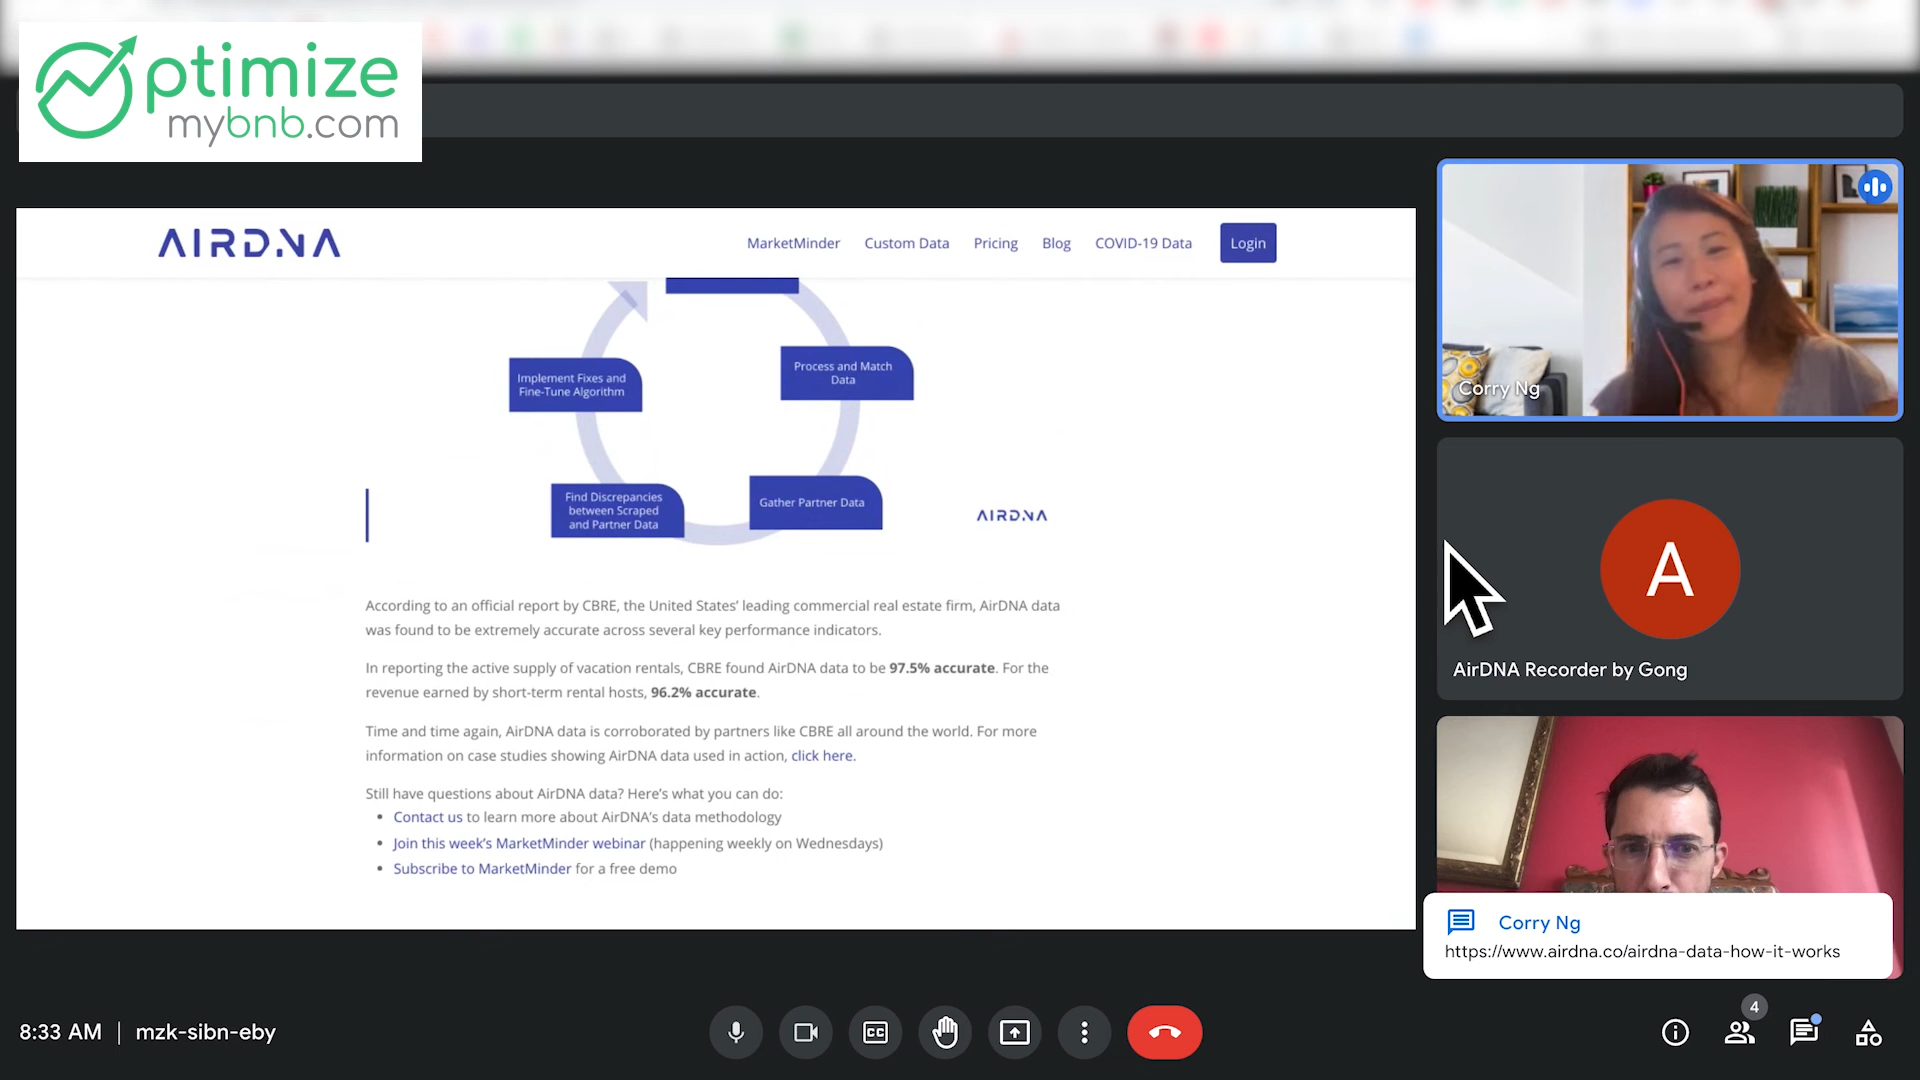 Optimize
mybnb.com
AIRDNA
MarketMinder Custom Data Pricing Blog COVID-19 Data Login
Process and Match
Data
Implement Fixes and
Fine-Tune Algorithm
Gather Partner Data
Find Discrepancies
between Scraped
and Partner Data
AIRDNA
According to an official report by CBRE, the United States’ leading commercial real estate firm, AirDNA data
was found to be extremely accurate across several key performance indicators.
In reporting the active supply of vacation rentals, CBRE found AirDNA data to be 97.5% accurate. For the
revenue earned by short-term rental hosts, 96.2% accurate.
Time and time again, AirDNA data is corroborated by partners like CBRE all around the world. For more
information on case studies showing AirDNA data used in action, click here.
Still have questions about AirDNA data? Here’s what you can do:
• Contact us to learn more about AirDNA’s data methodology
• Join this week’s MarketMinder webinar (happening weekly on Wednesdays)
• Subscribe to MarketMinder for a free demo
Corry Ng
A
AirDNA Recorder by Gong
Corry Ng
https://www.airdna.co/airdna-data-how-it-works
8:33 AM | mzk-sibn-eby
CC
4